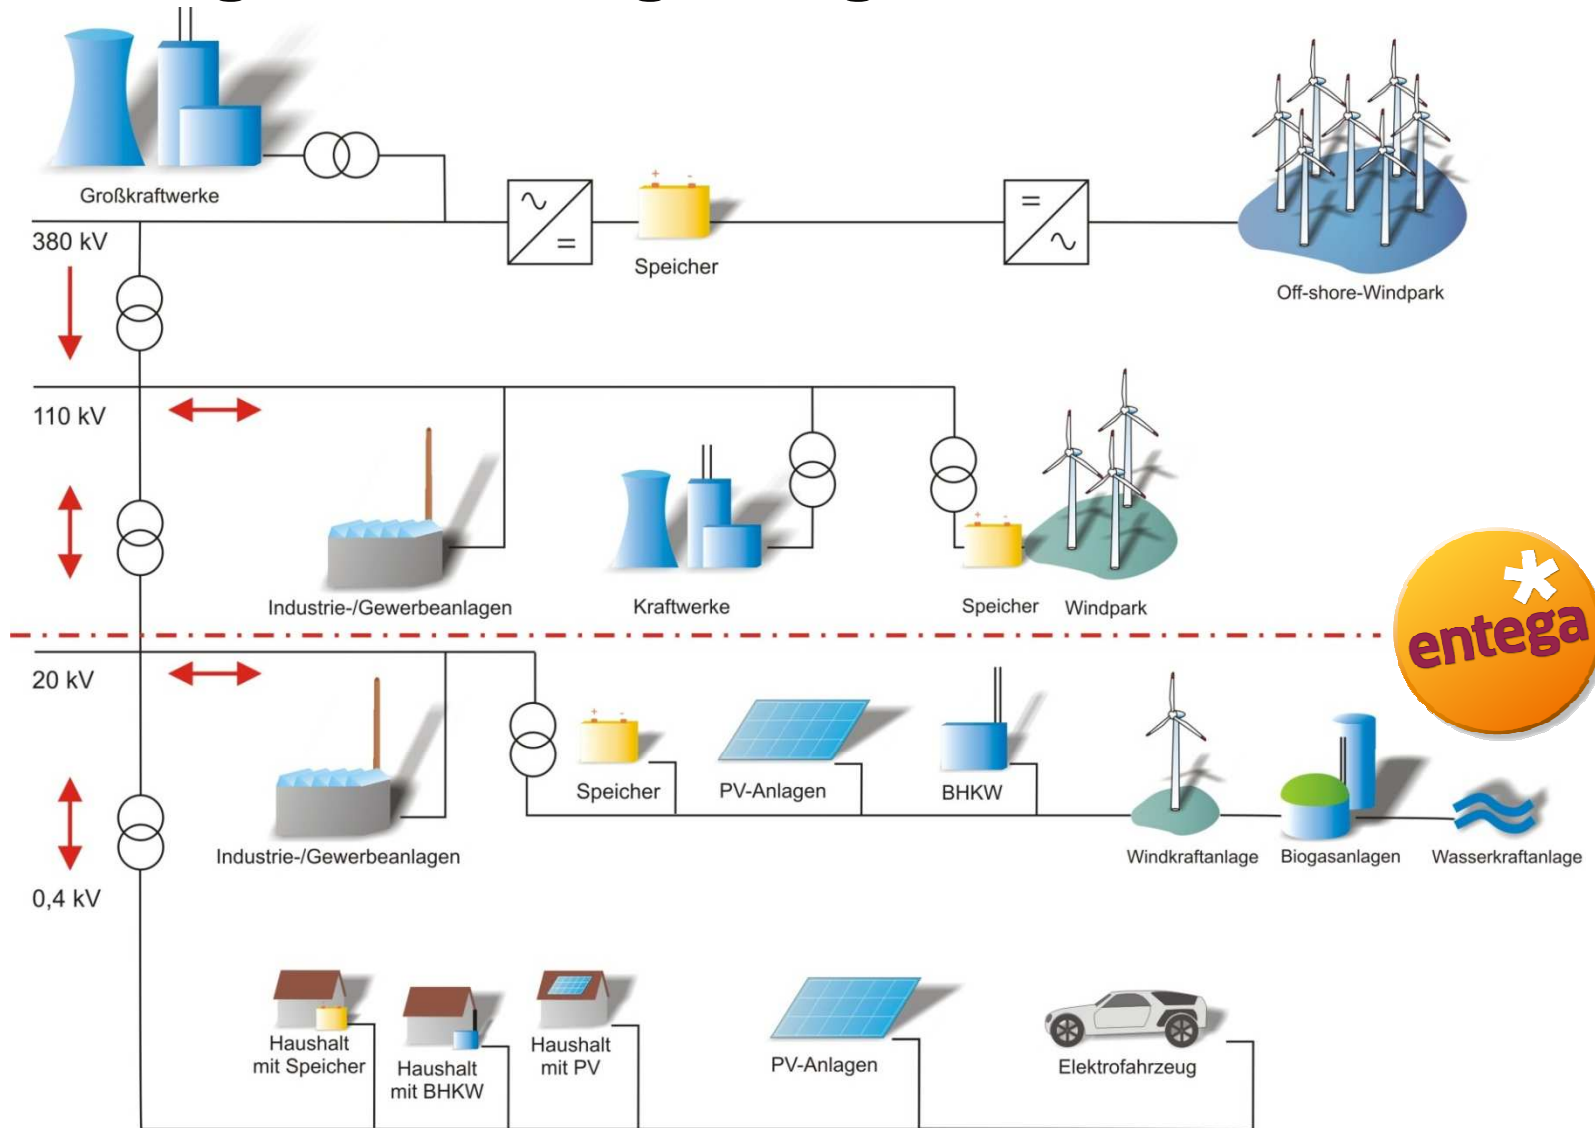 Großkraftwerke
380 kV
Speicher
Off-shore-Windpark
110 kV
Industrie-/Gewerbeanlagen
Kraftwerke
Speicher
Windpark
entega
20 kV
Speicher
PV-Anlagen
BHKW
Industrie-/Gewerbeanlagen
Windkraftanlage
Biogasanlagen
Wasserkraftanlage
0,4 kV
Haushalt
mit Speicher
Haushalt
mit BHKW
Haushalt
mit PV
PV-Anlagen
Elektrofahrzeug